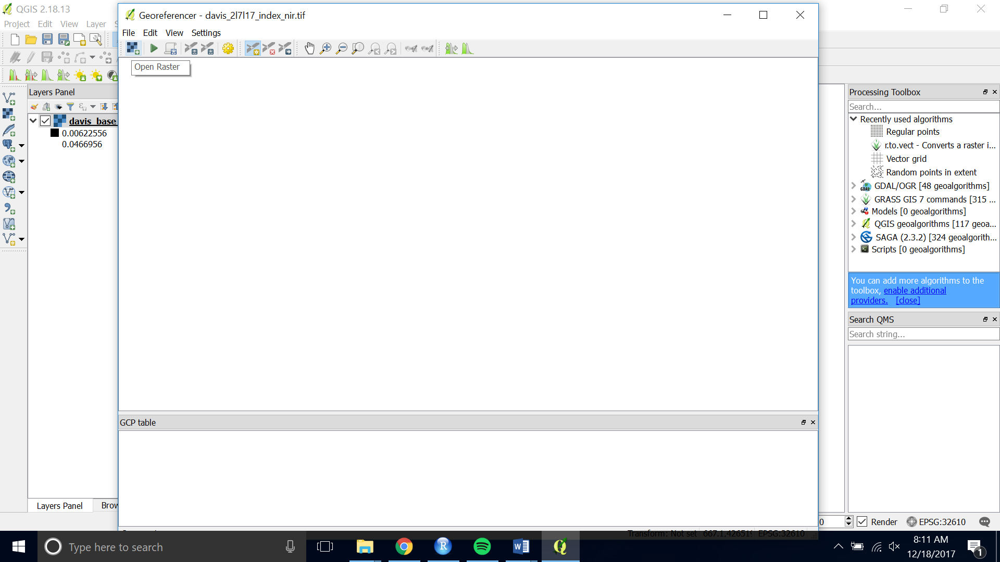 QGIS 2.18.13
Project Edit View Layer
Georeferencer - davis_2l7l17_index_nir.tif
File Edit View Settings
Open Raster
Layers Panel
davis_base
0.00622556
0.0466956
Layers Panel
Processing Toolbox
Search...
Recently used algorithms
Regular points
r.to.vect - Converts a raster i...
Vector grid
Random points in extent
GDAL/OGR [48 geoalgorithms]
GRASS GIS 7 commands [315 ...
Models [0 geoalgorithms]
QGIS geoalgorithms [117 geoa...
SAGA (2.3.2) [324 geoalgorith...
Scripts [0 geoalgorithms]
You can add more algorithms to the
toolbox, enable additional
providers. [close]
Search QMS
Search string...
GCP table
Transform: Not set EPSG:32610
0 Render EPSG:32610
Type here to search
8:11 AM
12/18/2017
1